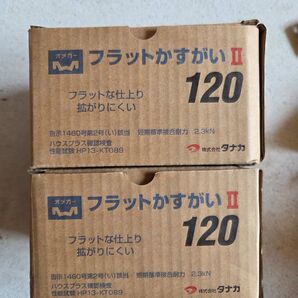 オメガー
フラットかすがいⅡ
フラットな仕上り
拡がりにくい
120
告示1460号第2号(い)該当 短期基準接合耐力 2.3kN
ハウスプラス確認検査
性能試験 HP13-KT089
株式会社タナカ
オメガー
フラットかすがいⅡ
フラットな仕上り
拡がりにくい
120
告示1460号第2号(い)該当 短期基準接合耐力 2.3kN
ハウスプラス確認検査
性能試験 HP13-KT089
株式会社タナカ